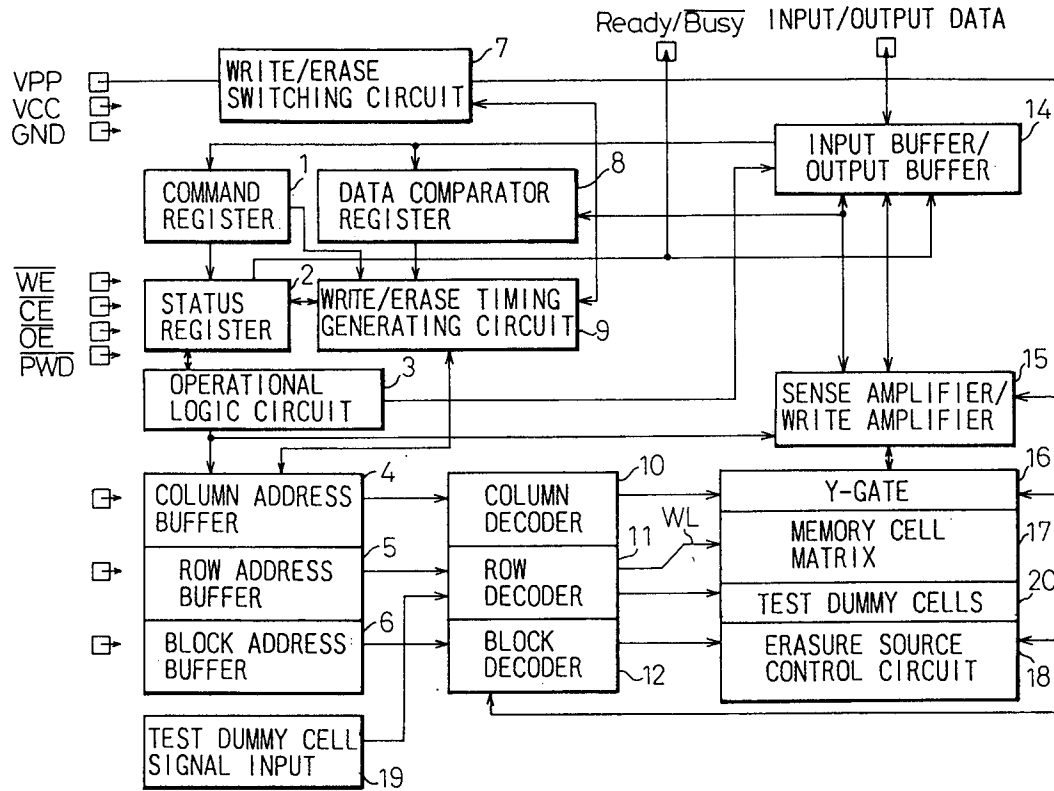 Ready/Busy INPUT/OUTPUT DATA
7
VPP
VCC
GND
WRITE/ERASE
SWITCHING CIRCUIT
14
INPUT BUFFER/
OUTPUT BUFFER
1
COMMAND
REGISTER
8
DATA COMPARATOR
REGISTER
WE
CE
OE
PWD
2
STATUS
REGISTER
WRITE/ERASE TIMING
GENERATING CIRCUIT
9
3
OPERATIONAL
LOGIC CIRCUIT
15
SENSE AMPLIFIER/
WRITE AMPLIFIER
4
COLUMN ADDRESS
BUFFER
10
COLUMN
DECODER
16
Y-GATE
WL
5
ROW ADDRESS
BUFFER
11
ROW
DECODER
MEMORY CELL
MATRIX
17
20
TEST DUMMY CELLS
6
BLOCK ADDRESS
BUFFER
BLOCK
DECODER
12
ERASURE SOURCE
CONTROL CIRCUIT
18
TEST DUMMY CELL
SIGNAL INPUT
19